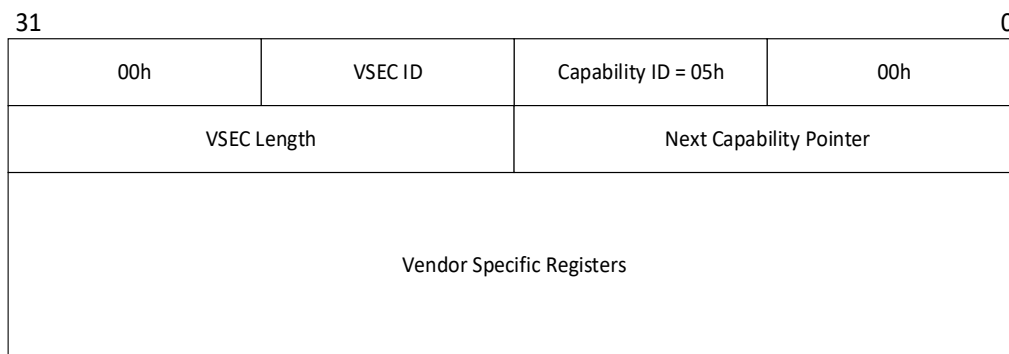 31 0
00h VSEC ID Capability ID = 05h 00h
VSEC Length Next Capability Pointer
Vendor Specific Registers